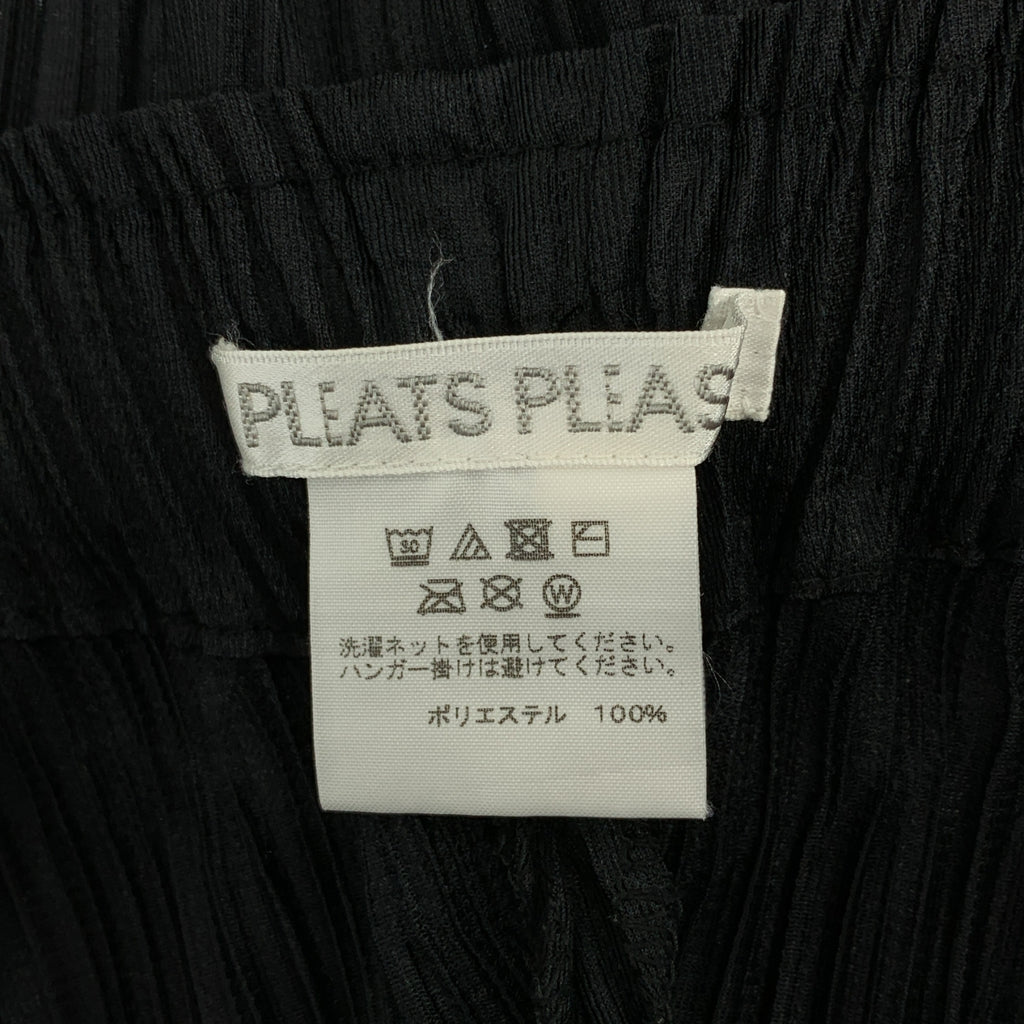 PLEATS PLEAS
30
W
洗濯ネットを使用してください。
ハンガー掛けは避けてください。
ポリエステル 100%